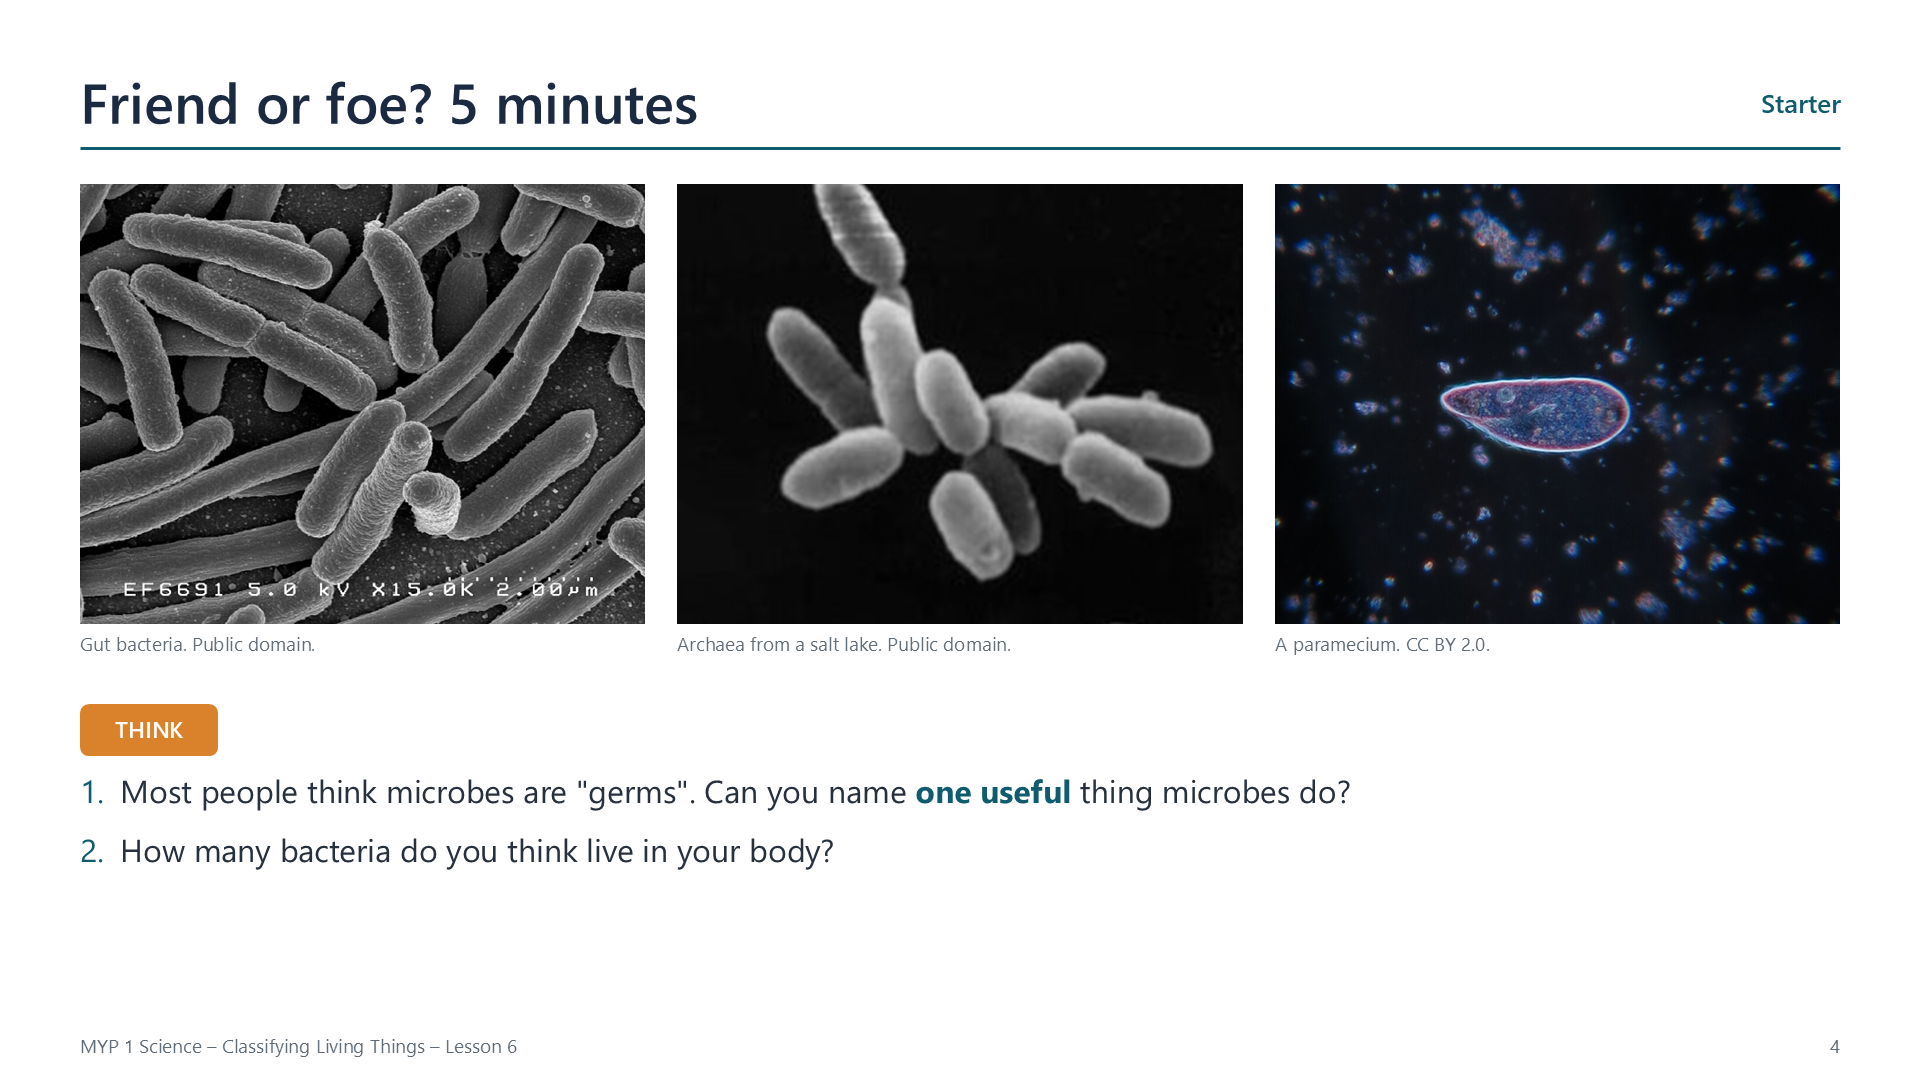 Friend or foe? 5 minutes
Starter
EF6691 5.0 kV X15.0K 2.00µm
Gut bacteria. Public domain.
Archaea from a salt lake. Public domain.
A paramecium. CC BY 2.0.
THINK
1. Most people think microbes are "germs". Can you name one useful thing microbes do?
2. How many bacteria do you think live in your body?
MYP 1 Science – Classifying Living Things – Lesson 6
4